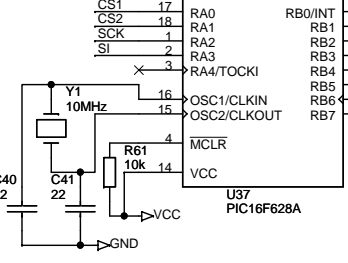 CS1 17 RA0 RB0/INT
CS2 18 RA1 RB1
SCK 1 RA2 RB2
SI 2 RA3 RB3
3 RA4/TOCKI RB4
RB5
Y1 16 OSC1/CLKIN RB6
10MHz 15 OSC2/CLKOUT RB7
4 MCLR
R61
10k 14 VCC
C40 C41
2 22
U37
VCC PIC16F628A
GND